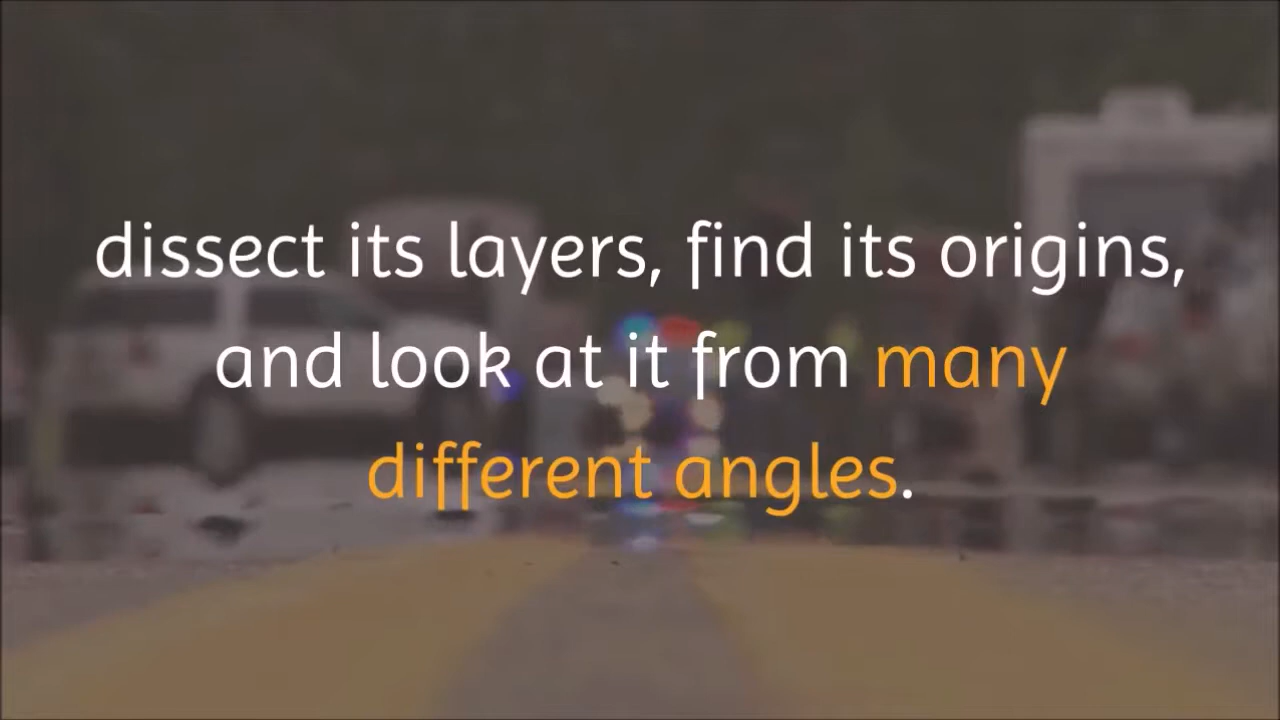 dissect its layers, find its origins,
and look at it from many
different angles.